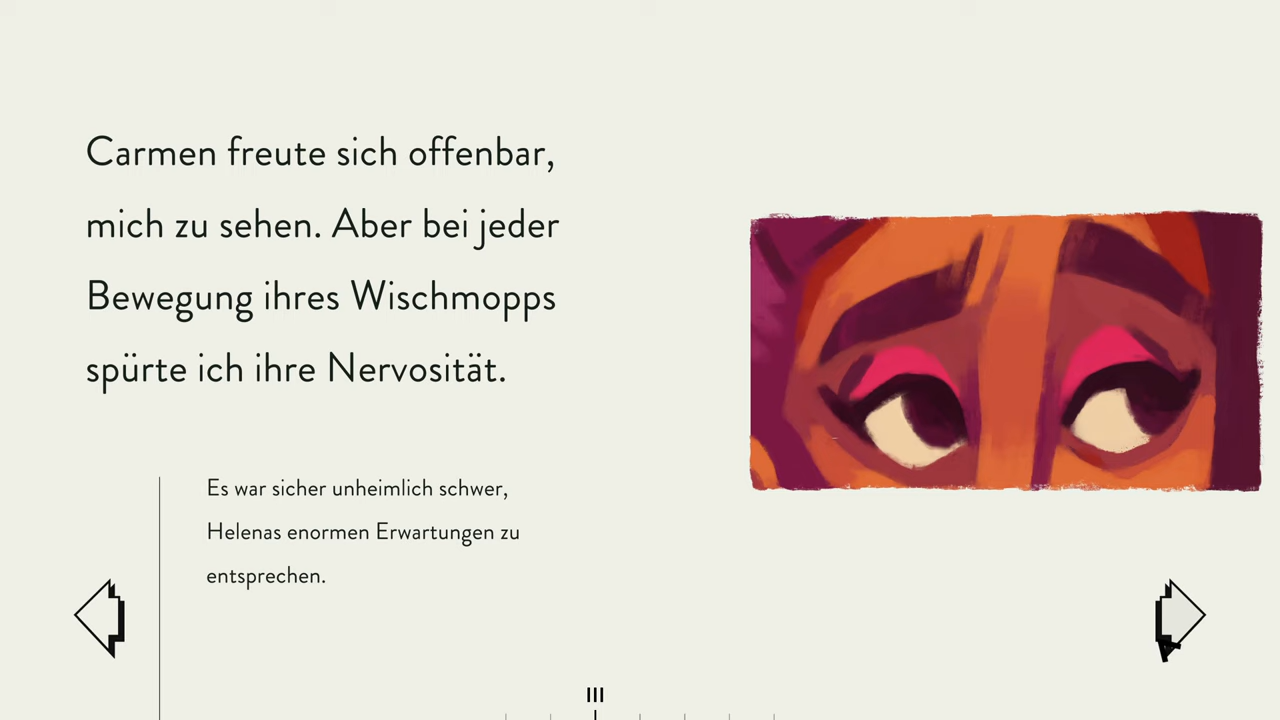 Carmen freute sich offenbar,
mich zu sehen. Aber bei jeder
Bewegung ihres Wischmopps
spürte ich ihre Nervosität.
Es war sicher unheimlich schwer,
Helenas enormen Erwartungen zu
entsprechen.
III